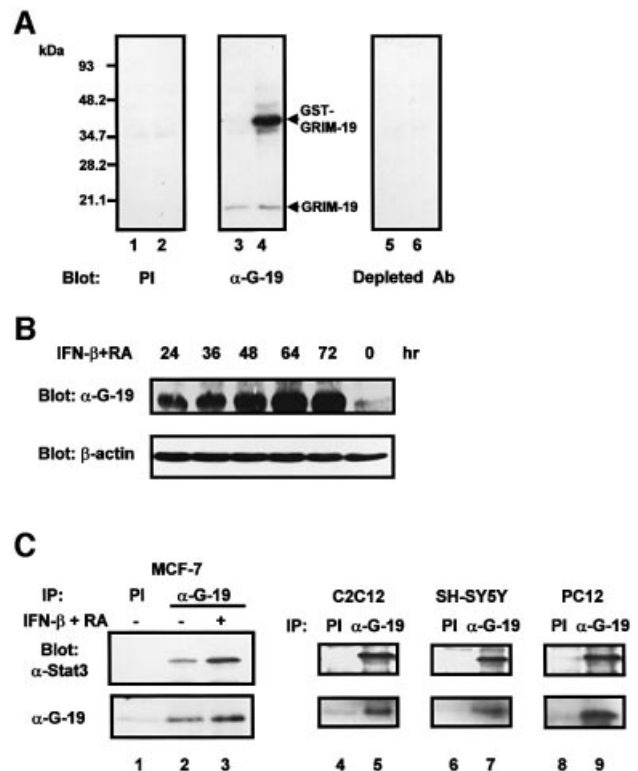 A
kDa
93
48.2
34.7
28.2
21.1
GST-
GRIM-19
GRIM-19
1 2 3 4 5 6
Blot: PI α-G-19 Depleted Ab
B
IFN-β+RA 24 36 48 64 72 0 hr
Blot: α-G-19
Blot: β-actin
C
MCF-7
IP: PI α-G-19
IFN-β + RA - - +
Blot:
α-Stat3
α-G-19
1 2 3
C2C12 SH-SY5Y PC12
IP: PI α-G-19 PI α-G-19 PI α-G-19
4 5 6 7 8 9